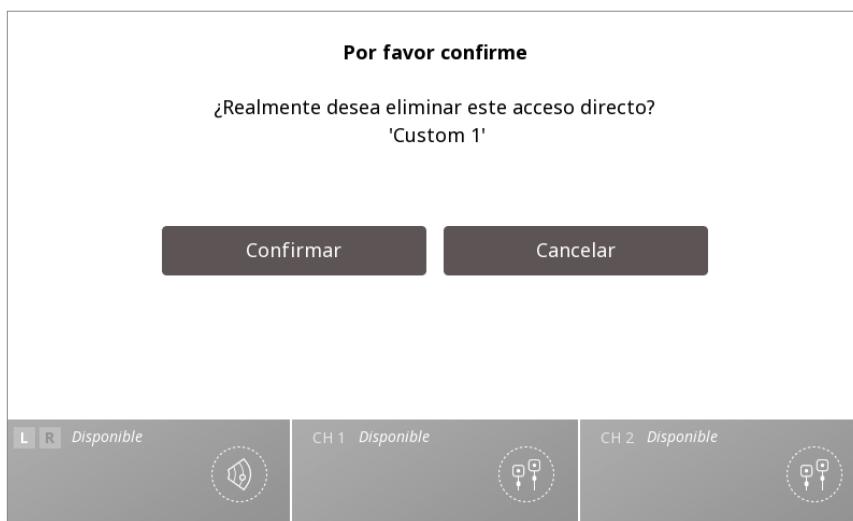 Por favor confirme
¿Realmente desea eliminar este acceso directo?
'Custom 1'
Confirmar Cancelar
L R Disponible CH 1 Disponible CH 2 Disponible